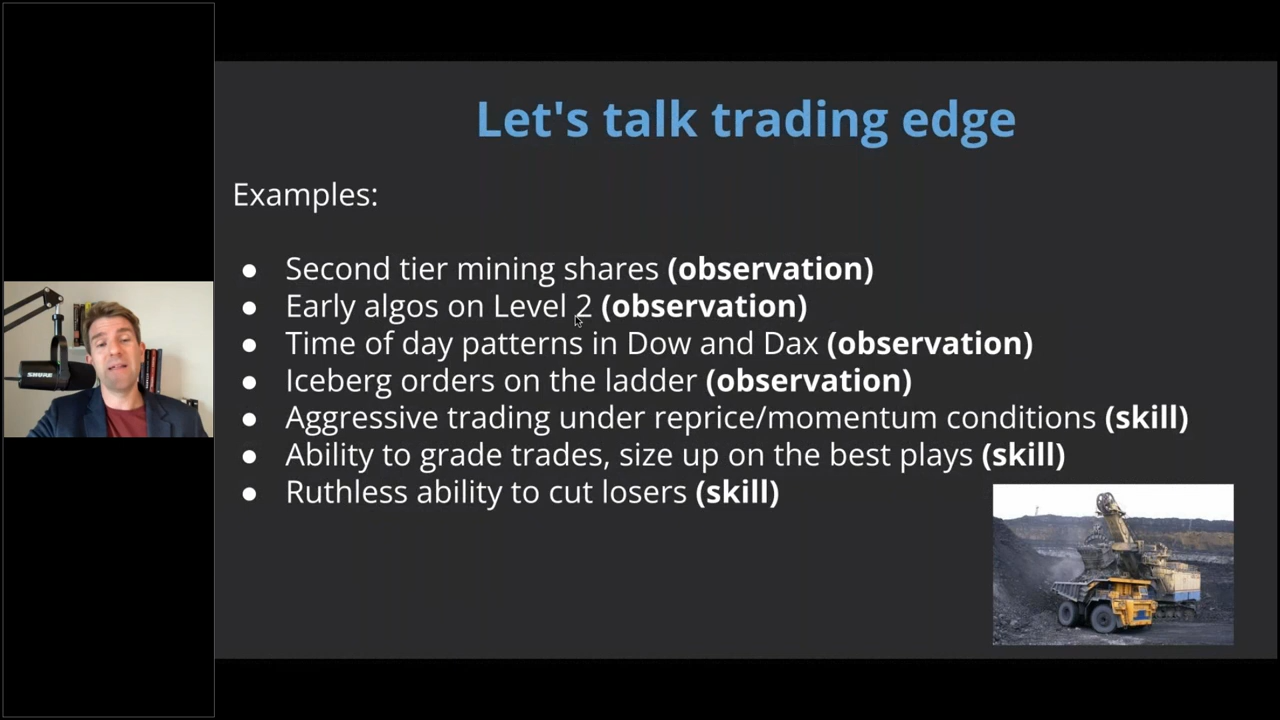 Let's talk trading edge
Examples:
● Second tier mining shares (observation)
● Early algos on Level 2 (observation)
● Time of day patterns in Dow and Dax (observation)
● Iceberg orders on the ladder (observation)
● Aggressive trading under reprice/momentum conditions (skill)
● Ability to grade trades, size up on the best plays (skill)
● Ruthless ability to cut losers (skill)
SHURE